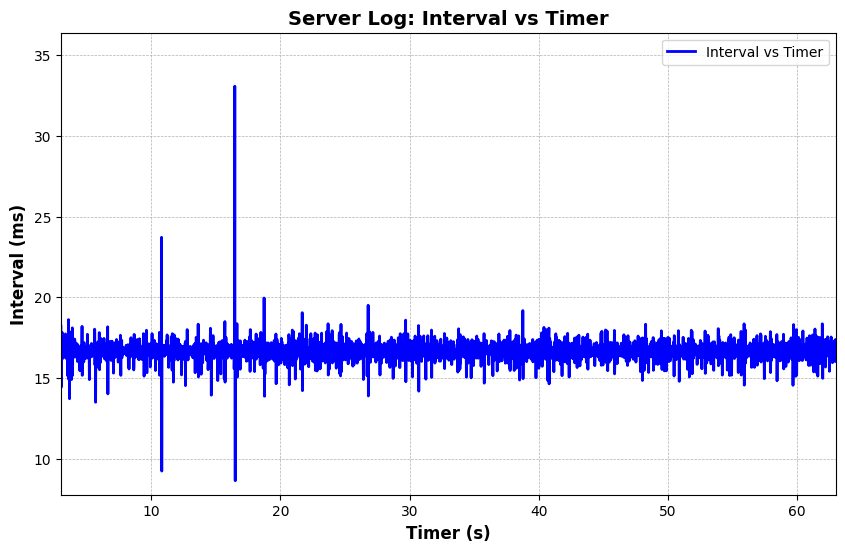 Server Log: Interval vs Timer
Interval vs Timer
35
30
25
20
15
10
Interval (ms)
10 20 30 40 50 60
Timer (s)